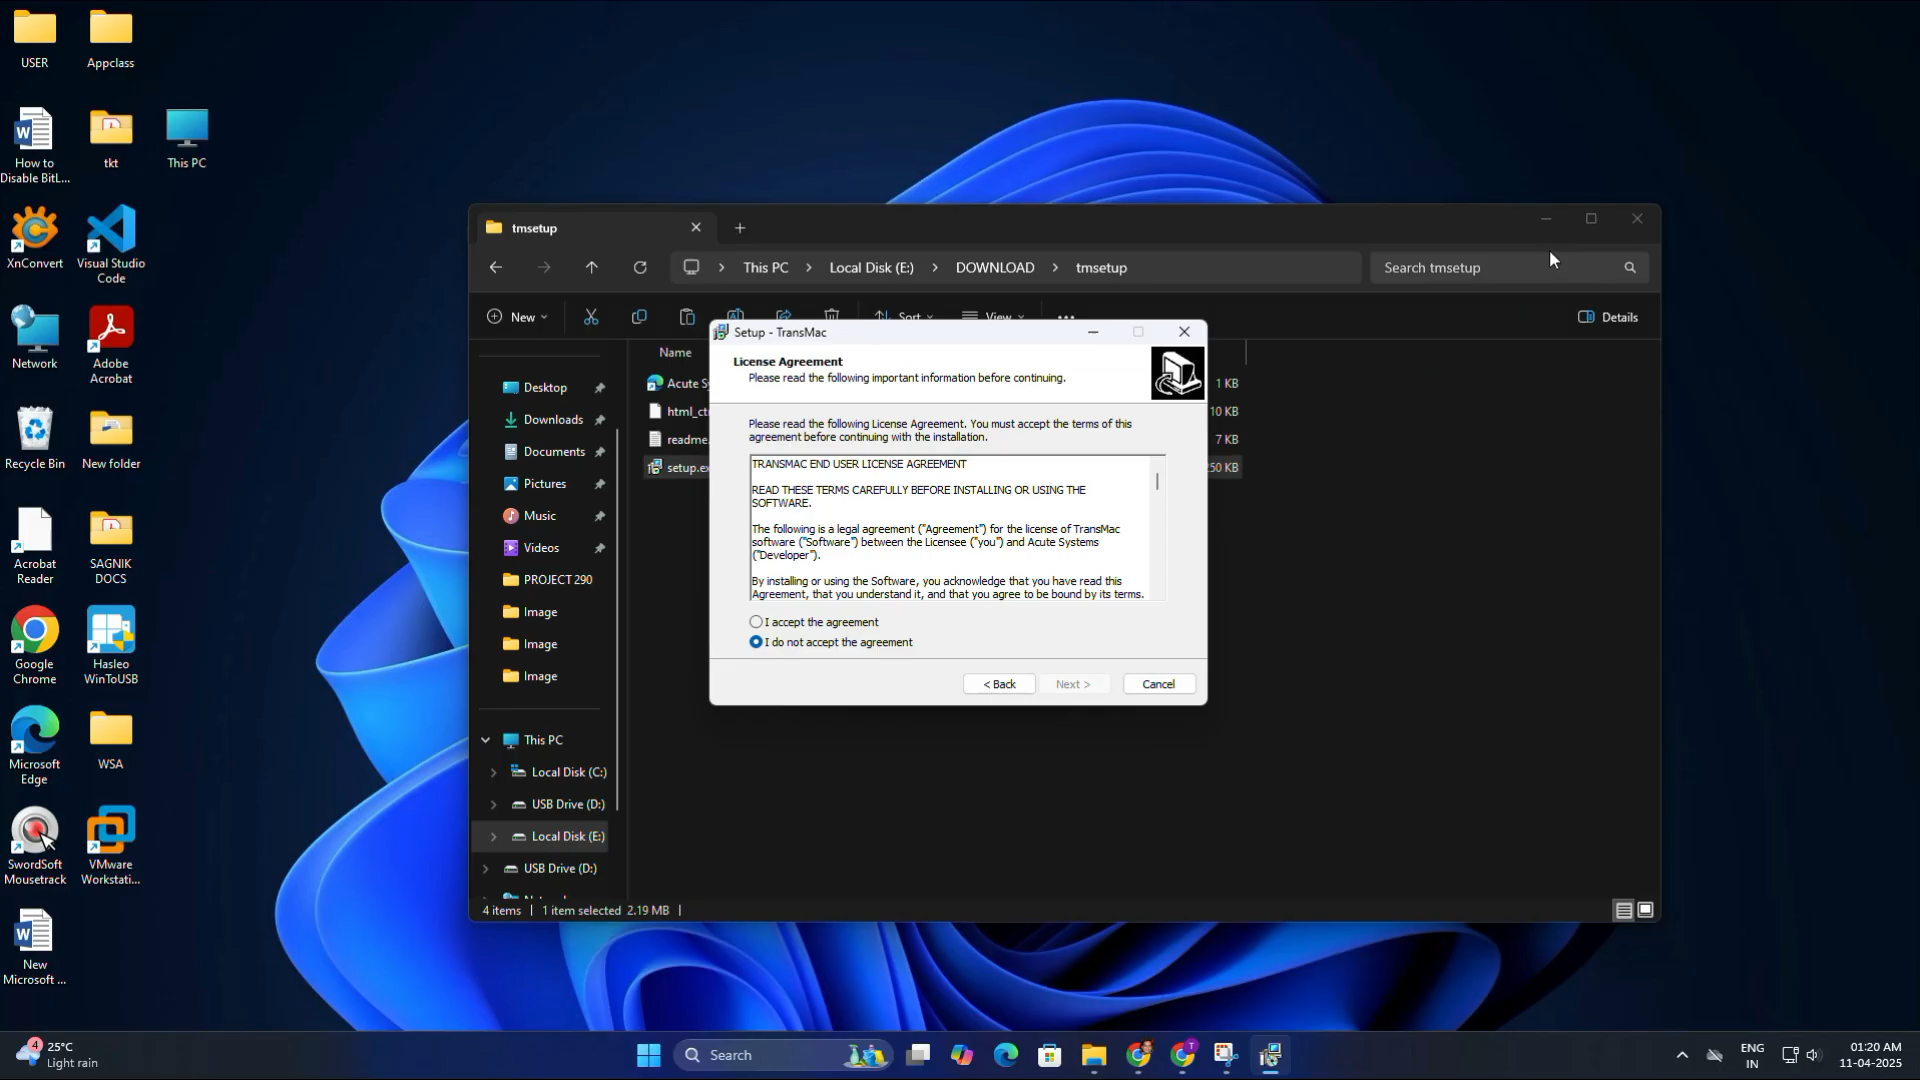 USER
Appclass
How to
Disable BitL...
tkt
This PC
XnConvert
Visual Studio
Code
Network
Adobe
Acrobat
Recycle Bin
New folder
Acrobat
Reader
SAGNIK
DOCS
Google
Chrome
Hasleo
WinToUSB
Microsoft
Edge
WSA
SwordSoft
Mousetrack
VMware
Workstati...
New
Microsoft ...
tmsetup
This PC > Local Disk (E:) > DOWNLOAD > tmsetup
Search tmsetup
New
Sort
View
Details
Desktop
Downloads
Documents
Pictures
Music
Videos
PROJECT 290
Image
Image
Image
This PC
Local Disk (C:)
USB Drive (D:)
Local Disk (E:)
USB Drive (D:)
Name
Acute Sy
1 KB
html_ct
10 KB
readme.
7 KB
setup.ex
50 KB
Setup - TransMac
License Agreement
Please read the following important information before continuing.
Please read the following License Agreement. You must accept the terms of this
agreement before continuing with the installation.
TRANSMAC END USER LICENSE AGREEMENT
READ THESE TERMS CAREFULLY BEFORE INSTALLING OR USING THE
SOFTWARE.
The following is a legal agreement ("Agreement") for the license of TransMac
software ("Software") between the Licensee ("you") and Acute Systems
("Developer").
By installing or using the Software, you acknowledge that you have read this
Agreement, that you understand it, and that you agree to be bound by its terms.
I accept the agreement
I do not accept the agreement
< Back
Next >
Cancel
4 items
1 item selected 2.19 MB
4
25°C
Light rain
Search
T
ENG
IN
01:20 AM
11-04-2025